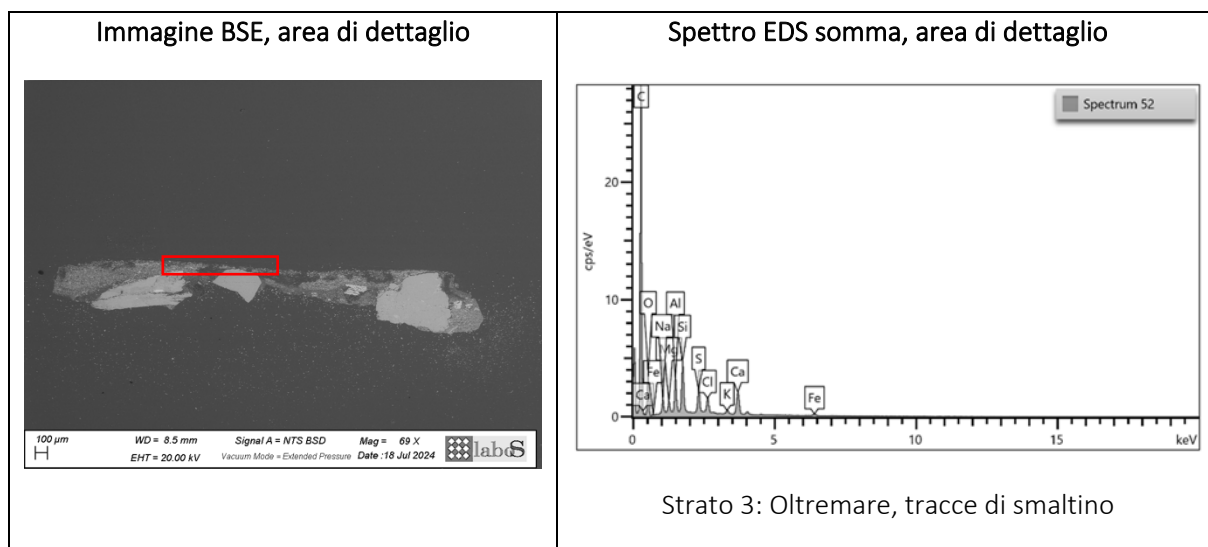 Immagine BSE, area di dettaglio
Spettro EDS somma, area di dettaglio
100 µm
WD = 8.5 mm
Signal A = NTS BSD
Mag = 69 X
EHT = 20.00 kV
Vacuum Mode = Extended Pressure
Date :18 Jul 2024
laboS
Spectrum 52
C
20
cps/eV
10
O
Al
Na
Si
Mg
S
Fe
Cl
Ca
K
Ca
Fe
0
0
5
10
15
keV
Strato 3: Oltremare, tracce di smaltino